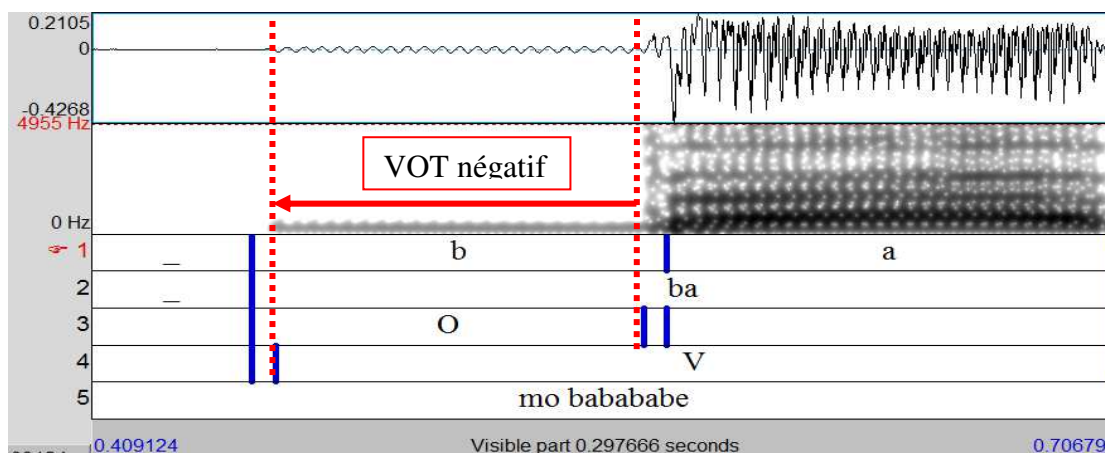 0.2105
0
-0.4268
4955 Hz
VOT négatif
0 Hz
☞ 1 _ b a
2 _ ba
3 O
4 V
5 mo babababe
0.409124 Visible part 0.297666 seconds 0.70679